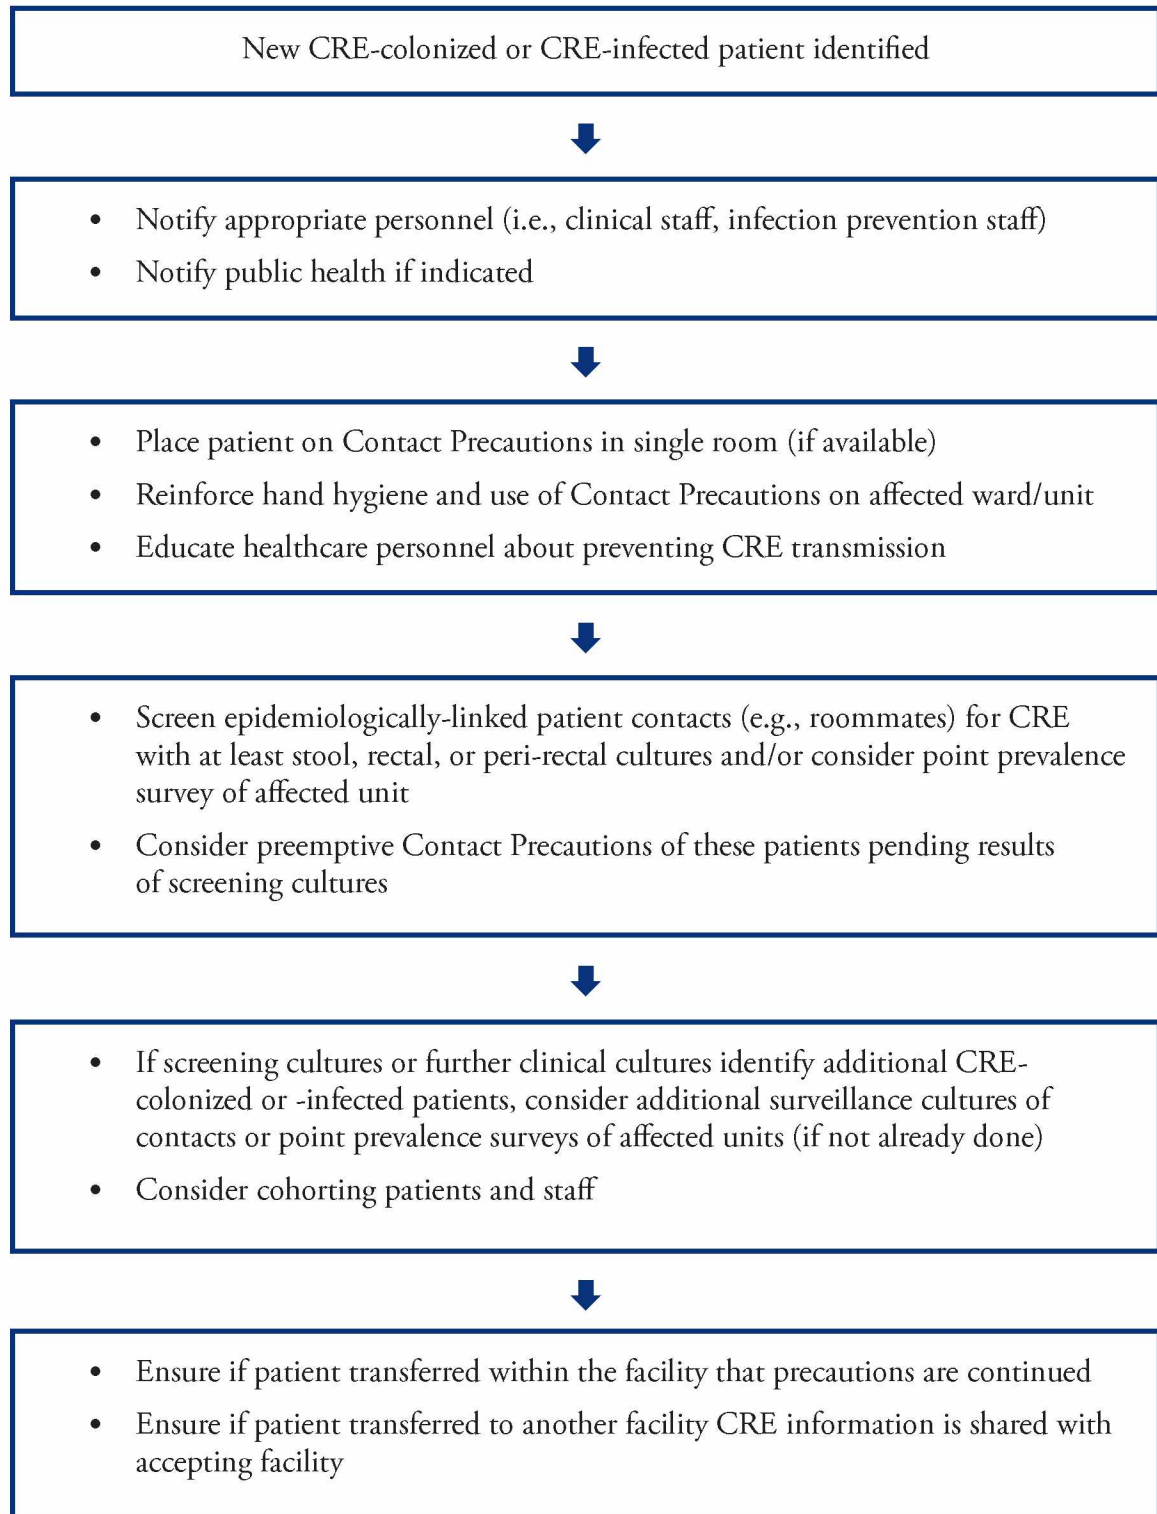 New CRE-colonized or CRE-infected patient identified
• Notify appropriate personnel (i.e., clinical staff, infection prevention staff)
• Notify public health if indicated
• Place patient on Contact Precautions in single room (if available)
• Reinforce hand hygiene and use of Contact Precautions on affected ward/unit
• Educate healthcare personnel about preventing CRE transmission
• Screen epidemiologically-linked patient contacts (e.g., roommates) for CRE
with at least stool, rectal, or peri-rectal cultures and/or consider point prevalence
survey of affected unit
• Consider preemptive Contact Precautions of these patients pending results
of screening cultures
• If screening cultures or further clinical cultures identify additional CRE-
colonized or -infected patients, consider additional surveillance cultures of
contacts or point prevalence surveys of affected units (if not already done)
• Consider cohorting patients and staff
• Ensure if patient transferred within the facility that precautions are continued
• Ensure if patient transferred to another facility CRE information is shared with
accepting facility